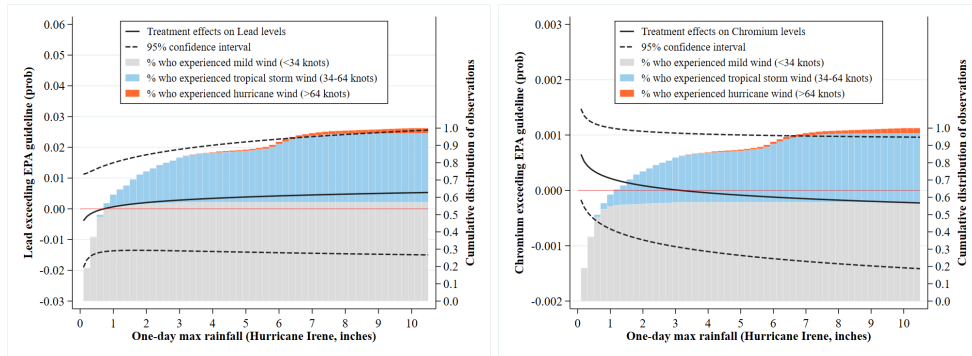 0.06
0.05
0.04
0.03
0.02
0.01
0.00
-0.01
-0.02
-0.03
Lead exceeding EPA guideline (prob)
Treatment effects on Lead levels
95% confidence interval
% who experienced mild wind (<34 knots)
% who experienced tropical storm wind (34-64 knots)
% who experienced hurricane wind (>64 knots)
1.0
0.9
0.8
0.7
0.6
0.5
0.4
0.3
0.2
0.1
0.0
Cumulative distribution of observations
0 1 2 3 4 5 6 7 8 9 10
One-day max rainfall (Hurricane Irene, inches)
0.003
0.002
0.001
0.000
-0.001
-0.002
Chromium exceeding EPA guideline (prob)
Treatment effects on Chromium levels
95% confidence interval
% who experienced mild wind (<34 knots)
% who experienced tropical storm wind (34-64 knots)
% who experienced hurricane wind (>64 knots)
1.0
0.9
0.8
0.7
0.6
0.5
0.4
0.3
0.2
0.1
0.0
Cumulative distribution of observations
0 1 2 3 4 5 6 7 8 9 10
One-day max rainfall (Hurricane Irene, inches)